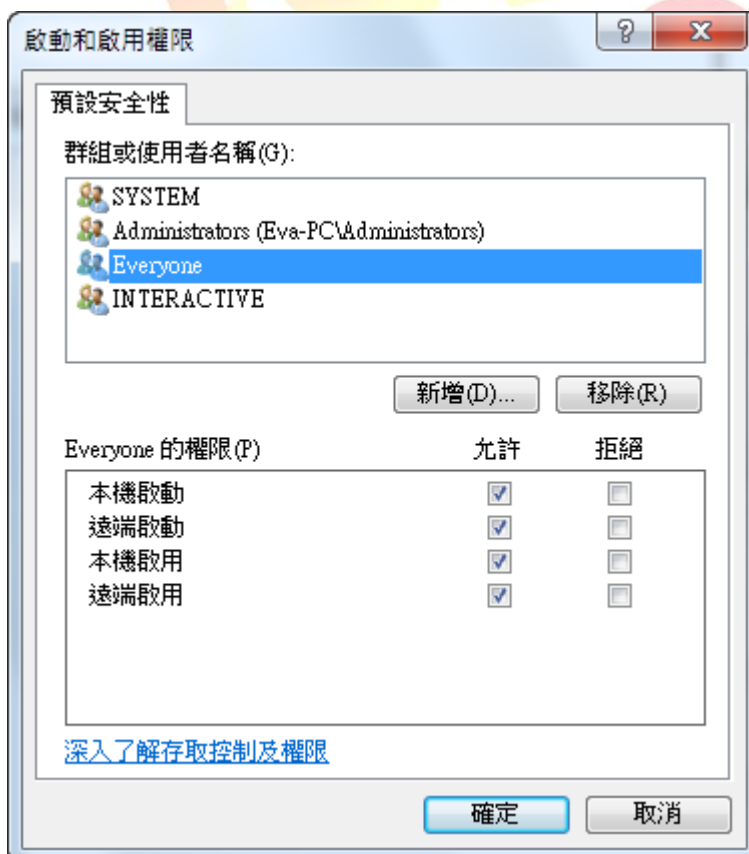 啟動和啟用權限
預設安全性
群組或使用者名稱(G):
SYSTEM
Administrators (Eva-PC\Administrators)
Everyone
INTERACTIVE
新增(D)... 移除(R)
Everyone 的權限(P) 允許 拒絕
本機啟動
遠端啟動
本機啟用
遠端啟用
深入了解存取控制及權限
確定 取消